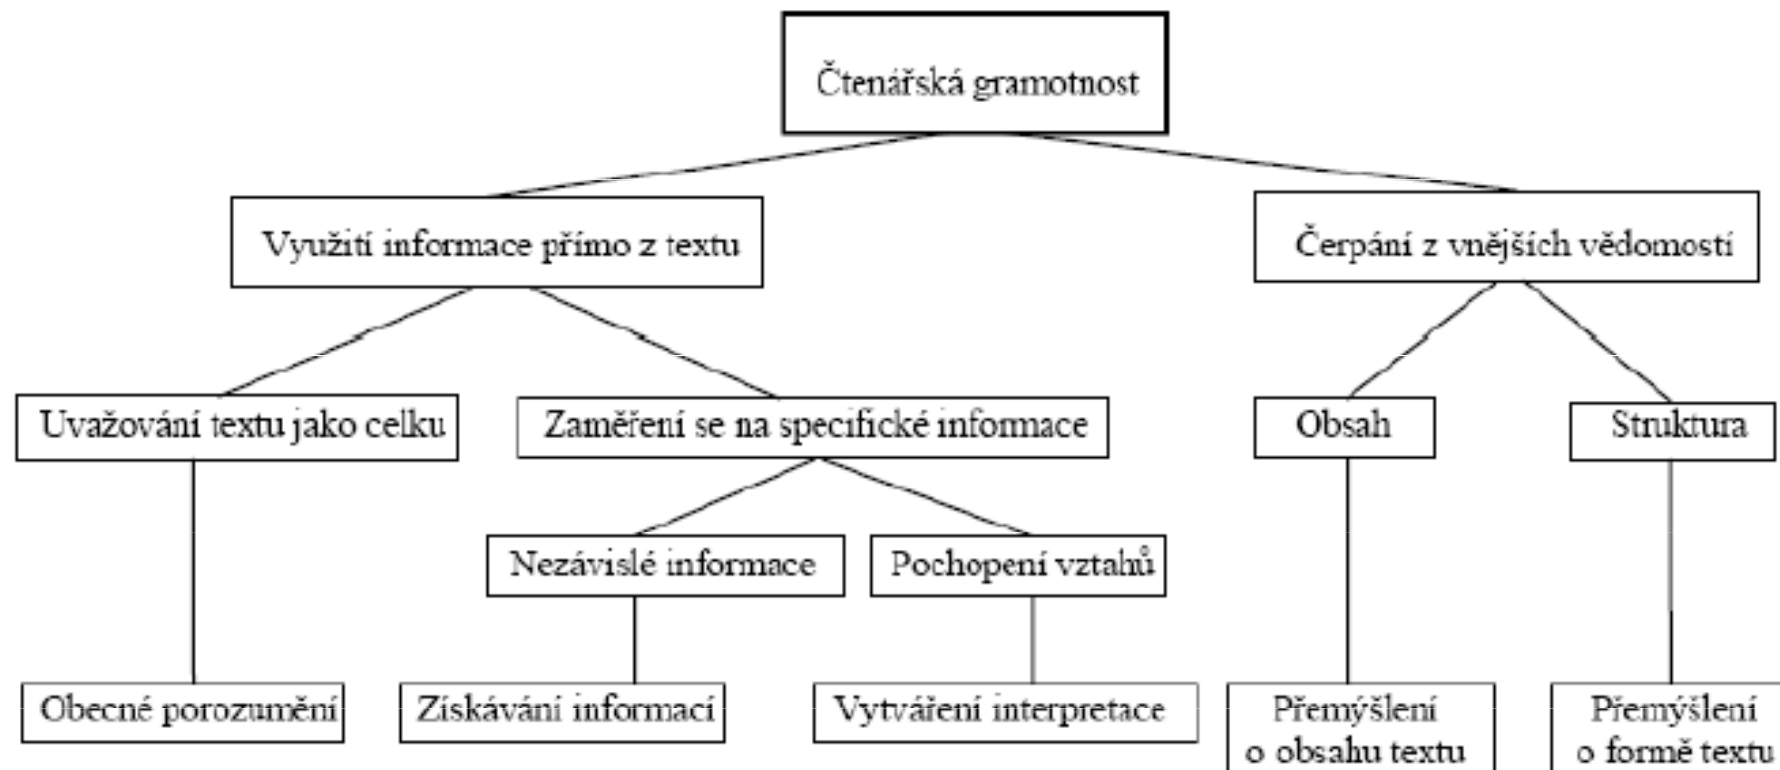 Čtenářská gramotnost
Využití informace přímo z textu
Čerpání z vnějších vědomostí
Uvažování textu jako celku
Zaměření se na specifické informace
Obsah
Struktura
Nezávislé informace
Pochopení vztahů
Obecné porozumění
Získávání informací
Vytváření interpretace
Přemýšlení
o obsahu textu
Přemýšlení
o formě textu